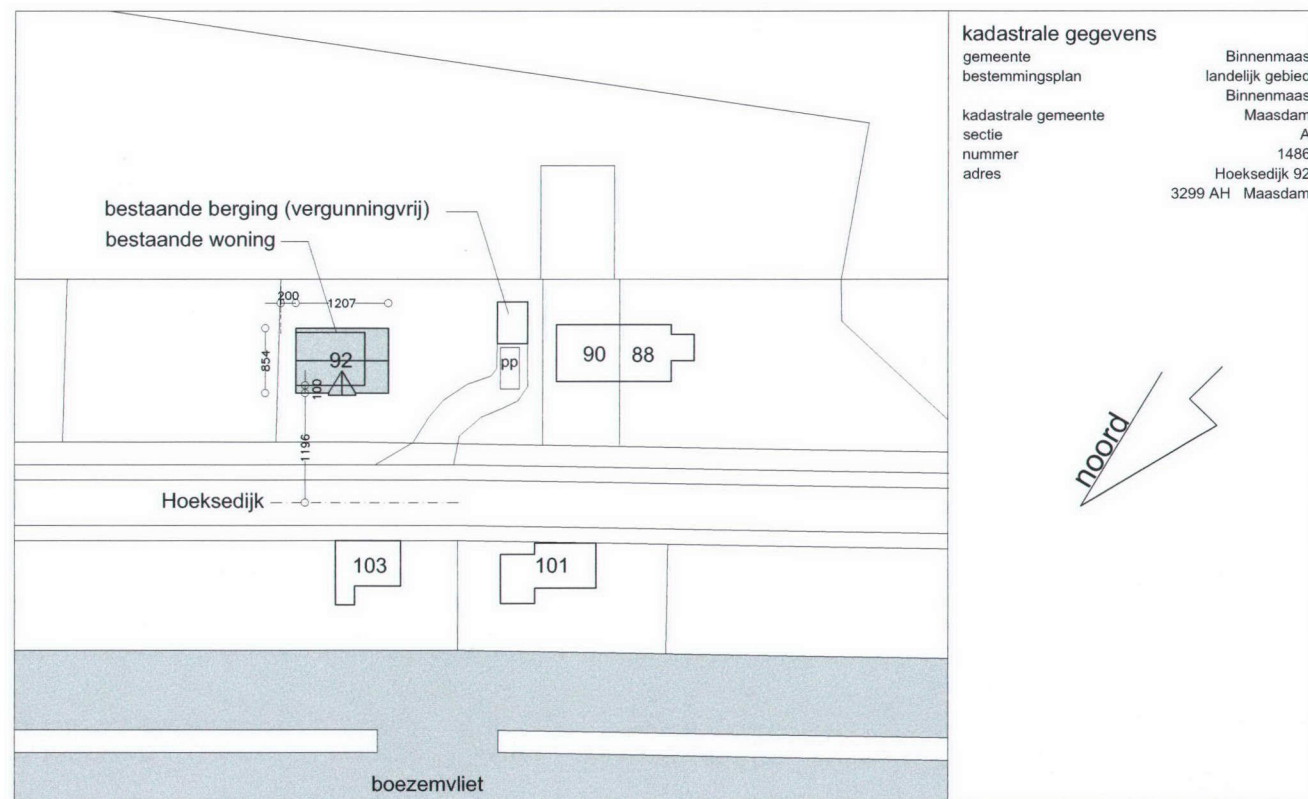 kadastrale gegevens
gemeente Binnenmaas
bestemmingsplan landelijk gebied
Binnenmaas
kadastrale gemeente Maasdam
sectie A
nummer 1486
adres Hoeksedijk 92
3299 AH Maasdam
bestaande berging (vergunningvrij)
bestaande woning
200
1207
854
92
100
1196
pp
90
88
noord
Hoeksedijk
103
101
boezemvliet